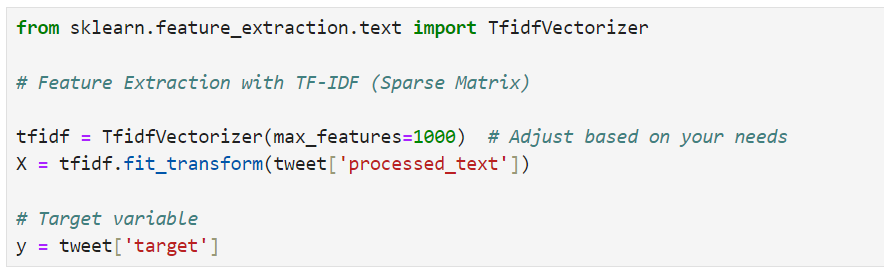 from sklearn.feature_extraction.text import TfidfVectorizer
# Feature Extraction with TF-IDF (Sparse Matrix)
tfidf = TfidfVectorizer(max_features=1000)  # Adjust based on your needs
X = tfidf.fit_transform(tweet['processed_text'])
# Target variable
y = tweet['target']